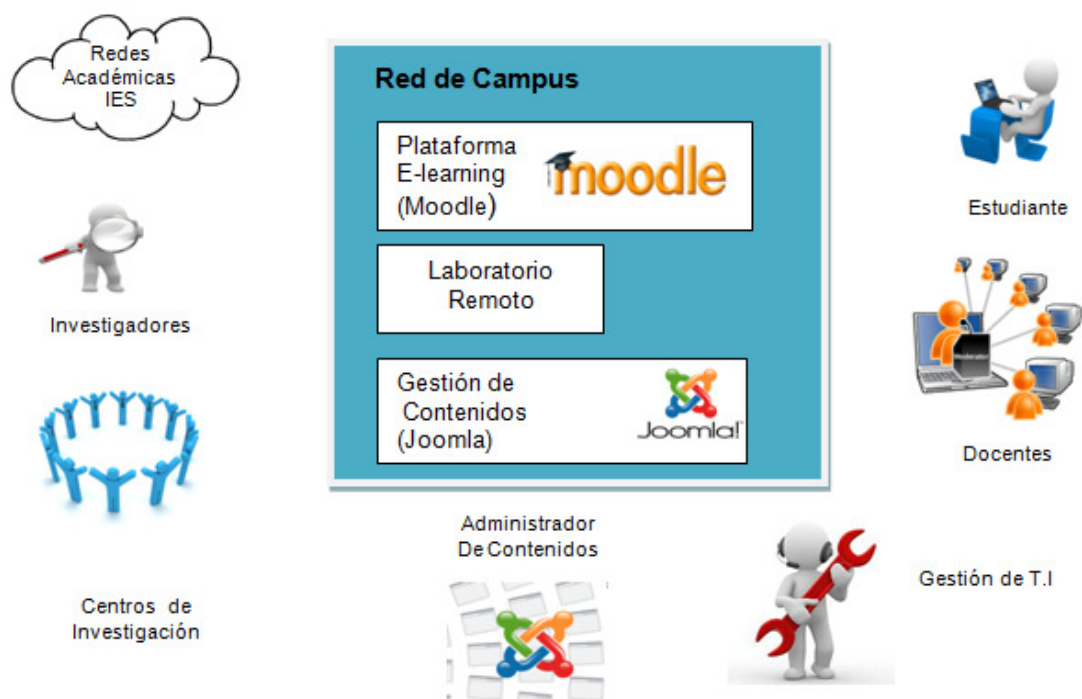 Redes
Académicas
IES
Red de Campus
Plataforma
E-learning
(Moodle)
moodle
Laboratorio
Remoto
Gestión de
Contenidos
(Joomla)
Joomla!
Investigadores
Centros de
Investigación
Estudiante
Moderator
Docentes
Administrador
De Contenidos
Gestión de T.I